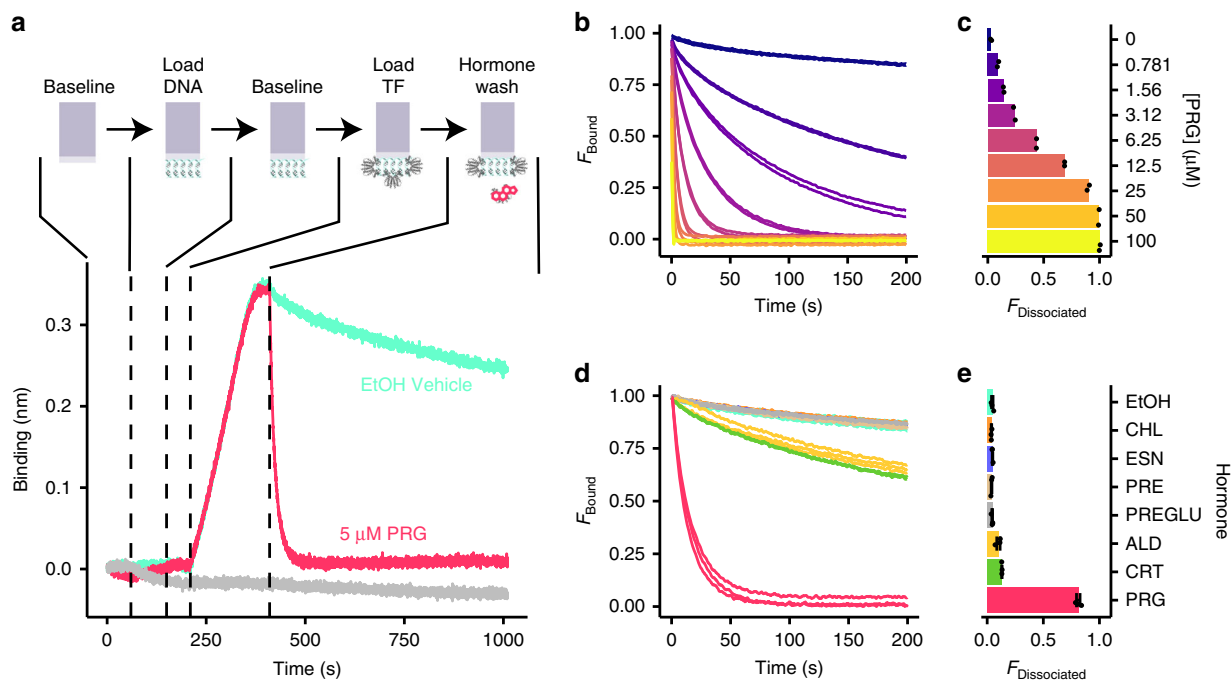 a
Baseline
Load
DNA
Baseline
Load
TF
Hormone
wash
0.3
0.2
0.1
0.0
Binding (nm)
EtOH Vehicle
5 μM PRG
0
250
500
750
1000
Time (s)
b
1.00
0.75
0.50
0.25
0.00
FBound
0
50
100
150
200
Time (s)
c
0
0.781
1.56
3.12
6.25
12.5
25
50
100
[PRG] (μM)
0.0
0.5
1.0
FDissociated
d
1.00
0.75
0.50
0.25
0.00
FBound
0
50
100
150
200
Time (s)
e
EtOH
CHL
ESN
PRE
PREGLU
ALD
CRT
PRG
Hormone
0.0
0.5
1.0
FDissociated